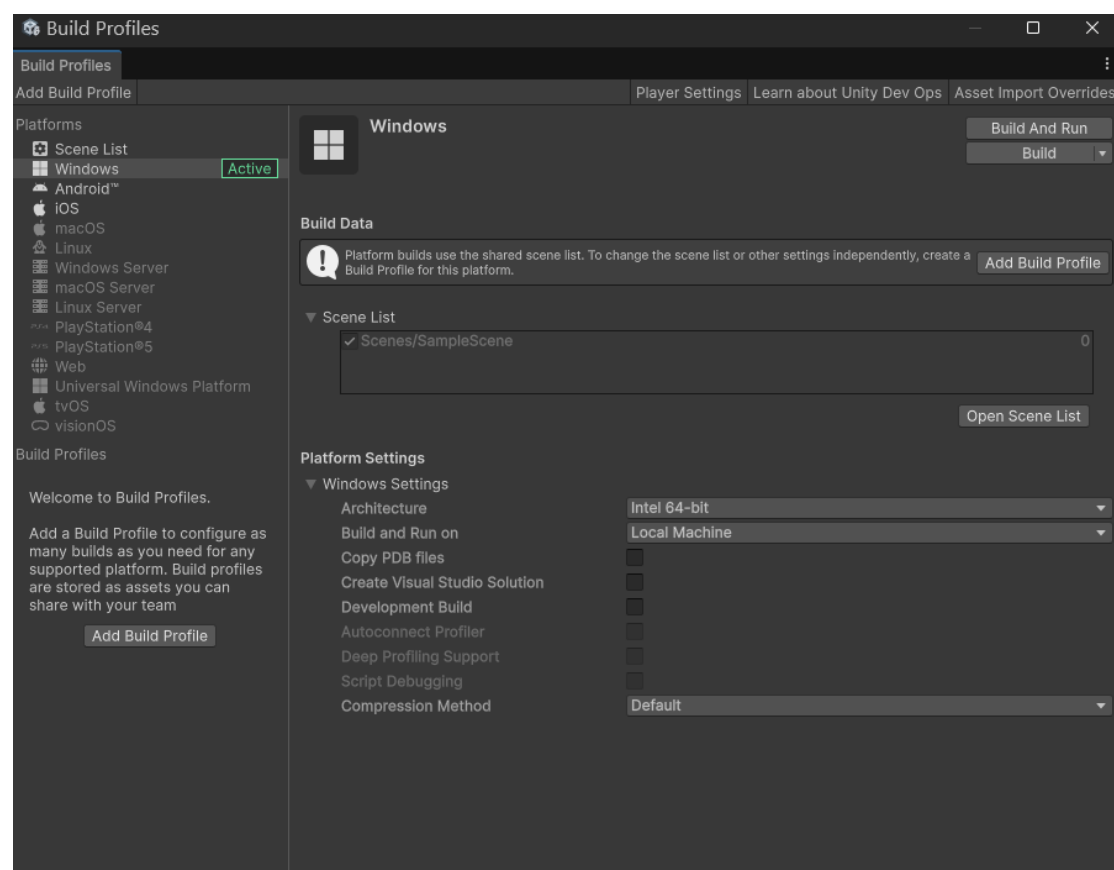 Build Profiles
Build Profiles
Add Build Profile
Player Settings
Learn about Unity Dev Ops
Asset Import Overrides
Platforms
Scene List
Windows
Active
Android™
iOS
macOS
Linux
Windows Server
macOS Server
Linux Server
PlayStation®4
PlayStation®5
Web
Universal Windows Platform
tvOS
visionOS
Build Profiles
Welcome to Build Profiles.
Add a Build Profile to configure as
many builds as you need for any
supported platform. Build profiles
are stored as assets you can
share with your team
Add Build Profile
Windows
Build And Run
Build
Build Data
Platform builds use the shared scene list. To change the scene list or other settings independently, create a
Build Profile for this platform.
Add Build Profile
Scene List
Scenes/SampleScene
0
Open Scene List
Platform Settings
Windows Settings
Architecture
Intel 64-bit
Build and Run on
Local Machine
Copy PDB files
Create Visual Studio Solution
Development Build
Autoconnect Profiler
Deep Profiling Support
Script Debugging
Compression Method
Default